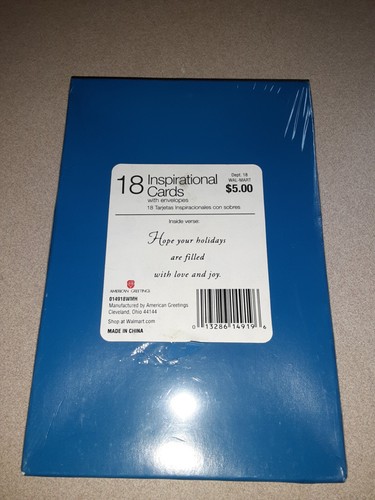 18 Inspirational
Cards
with envelopes
18 Tarjetas Inspiracionales con sobres
Dept. 18
WAL-MART
$5.00
Inside verse:
Hope your holidays
are filled
with love and joy.
AMERICAN GREETINGS
014918WMH
Manufactured by American Greetings
Cleveland, Ohio 44144
Shop at Walmart.com
MADE IN CHINA
0 13286 14919 6